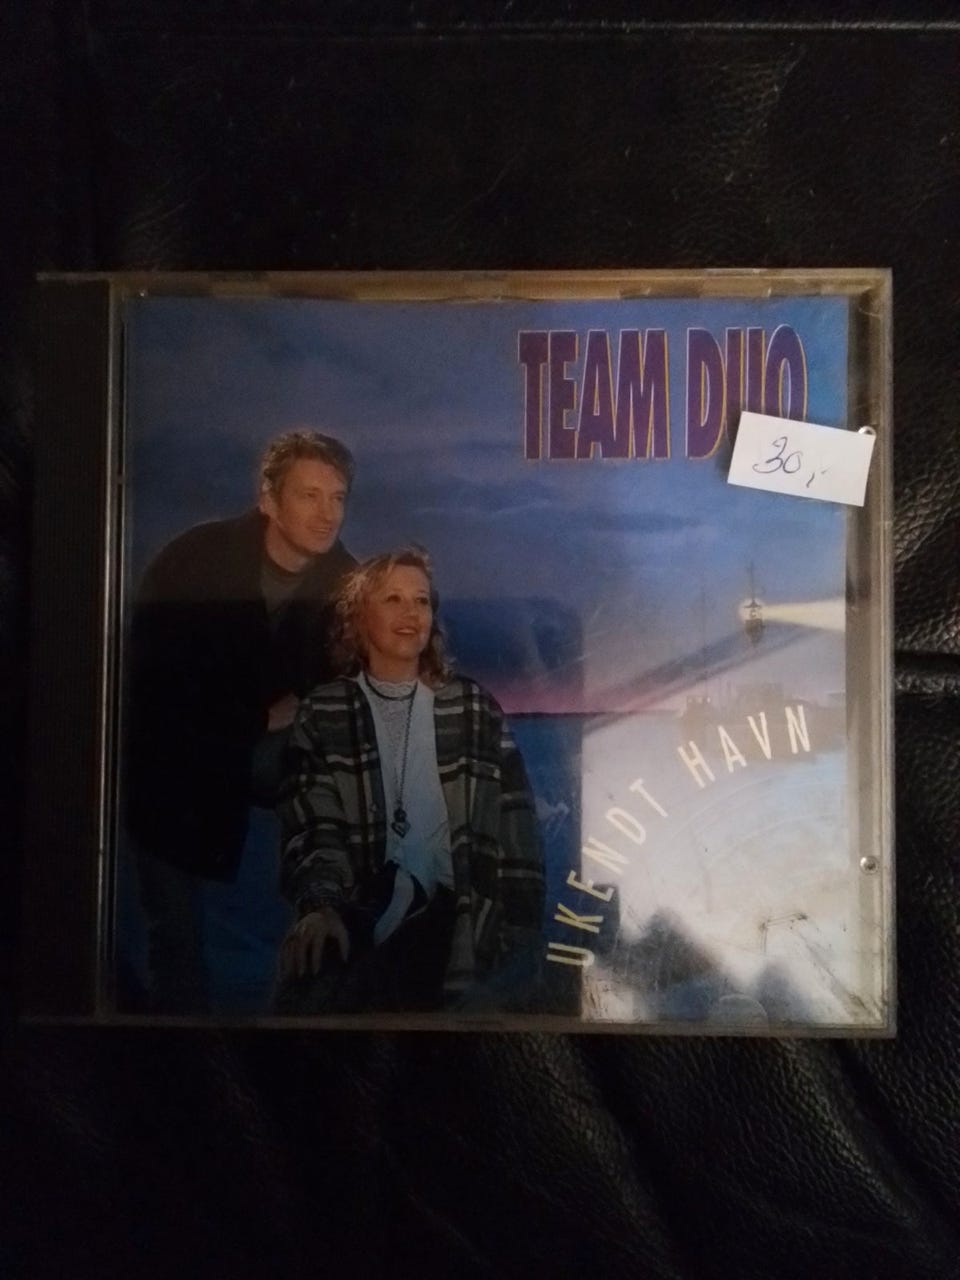 TEAM DUO
30,-
UKENDT HAVN